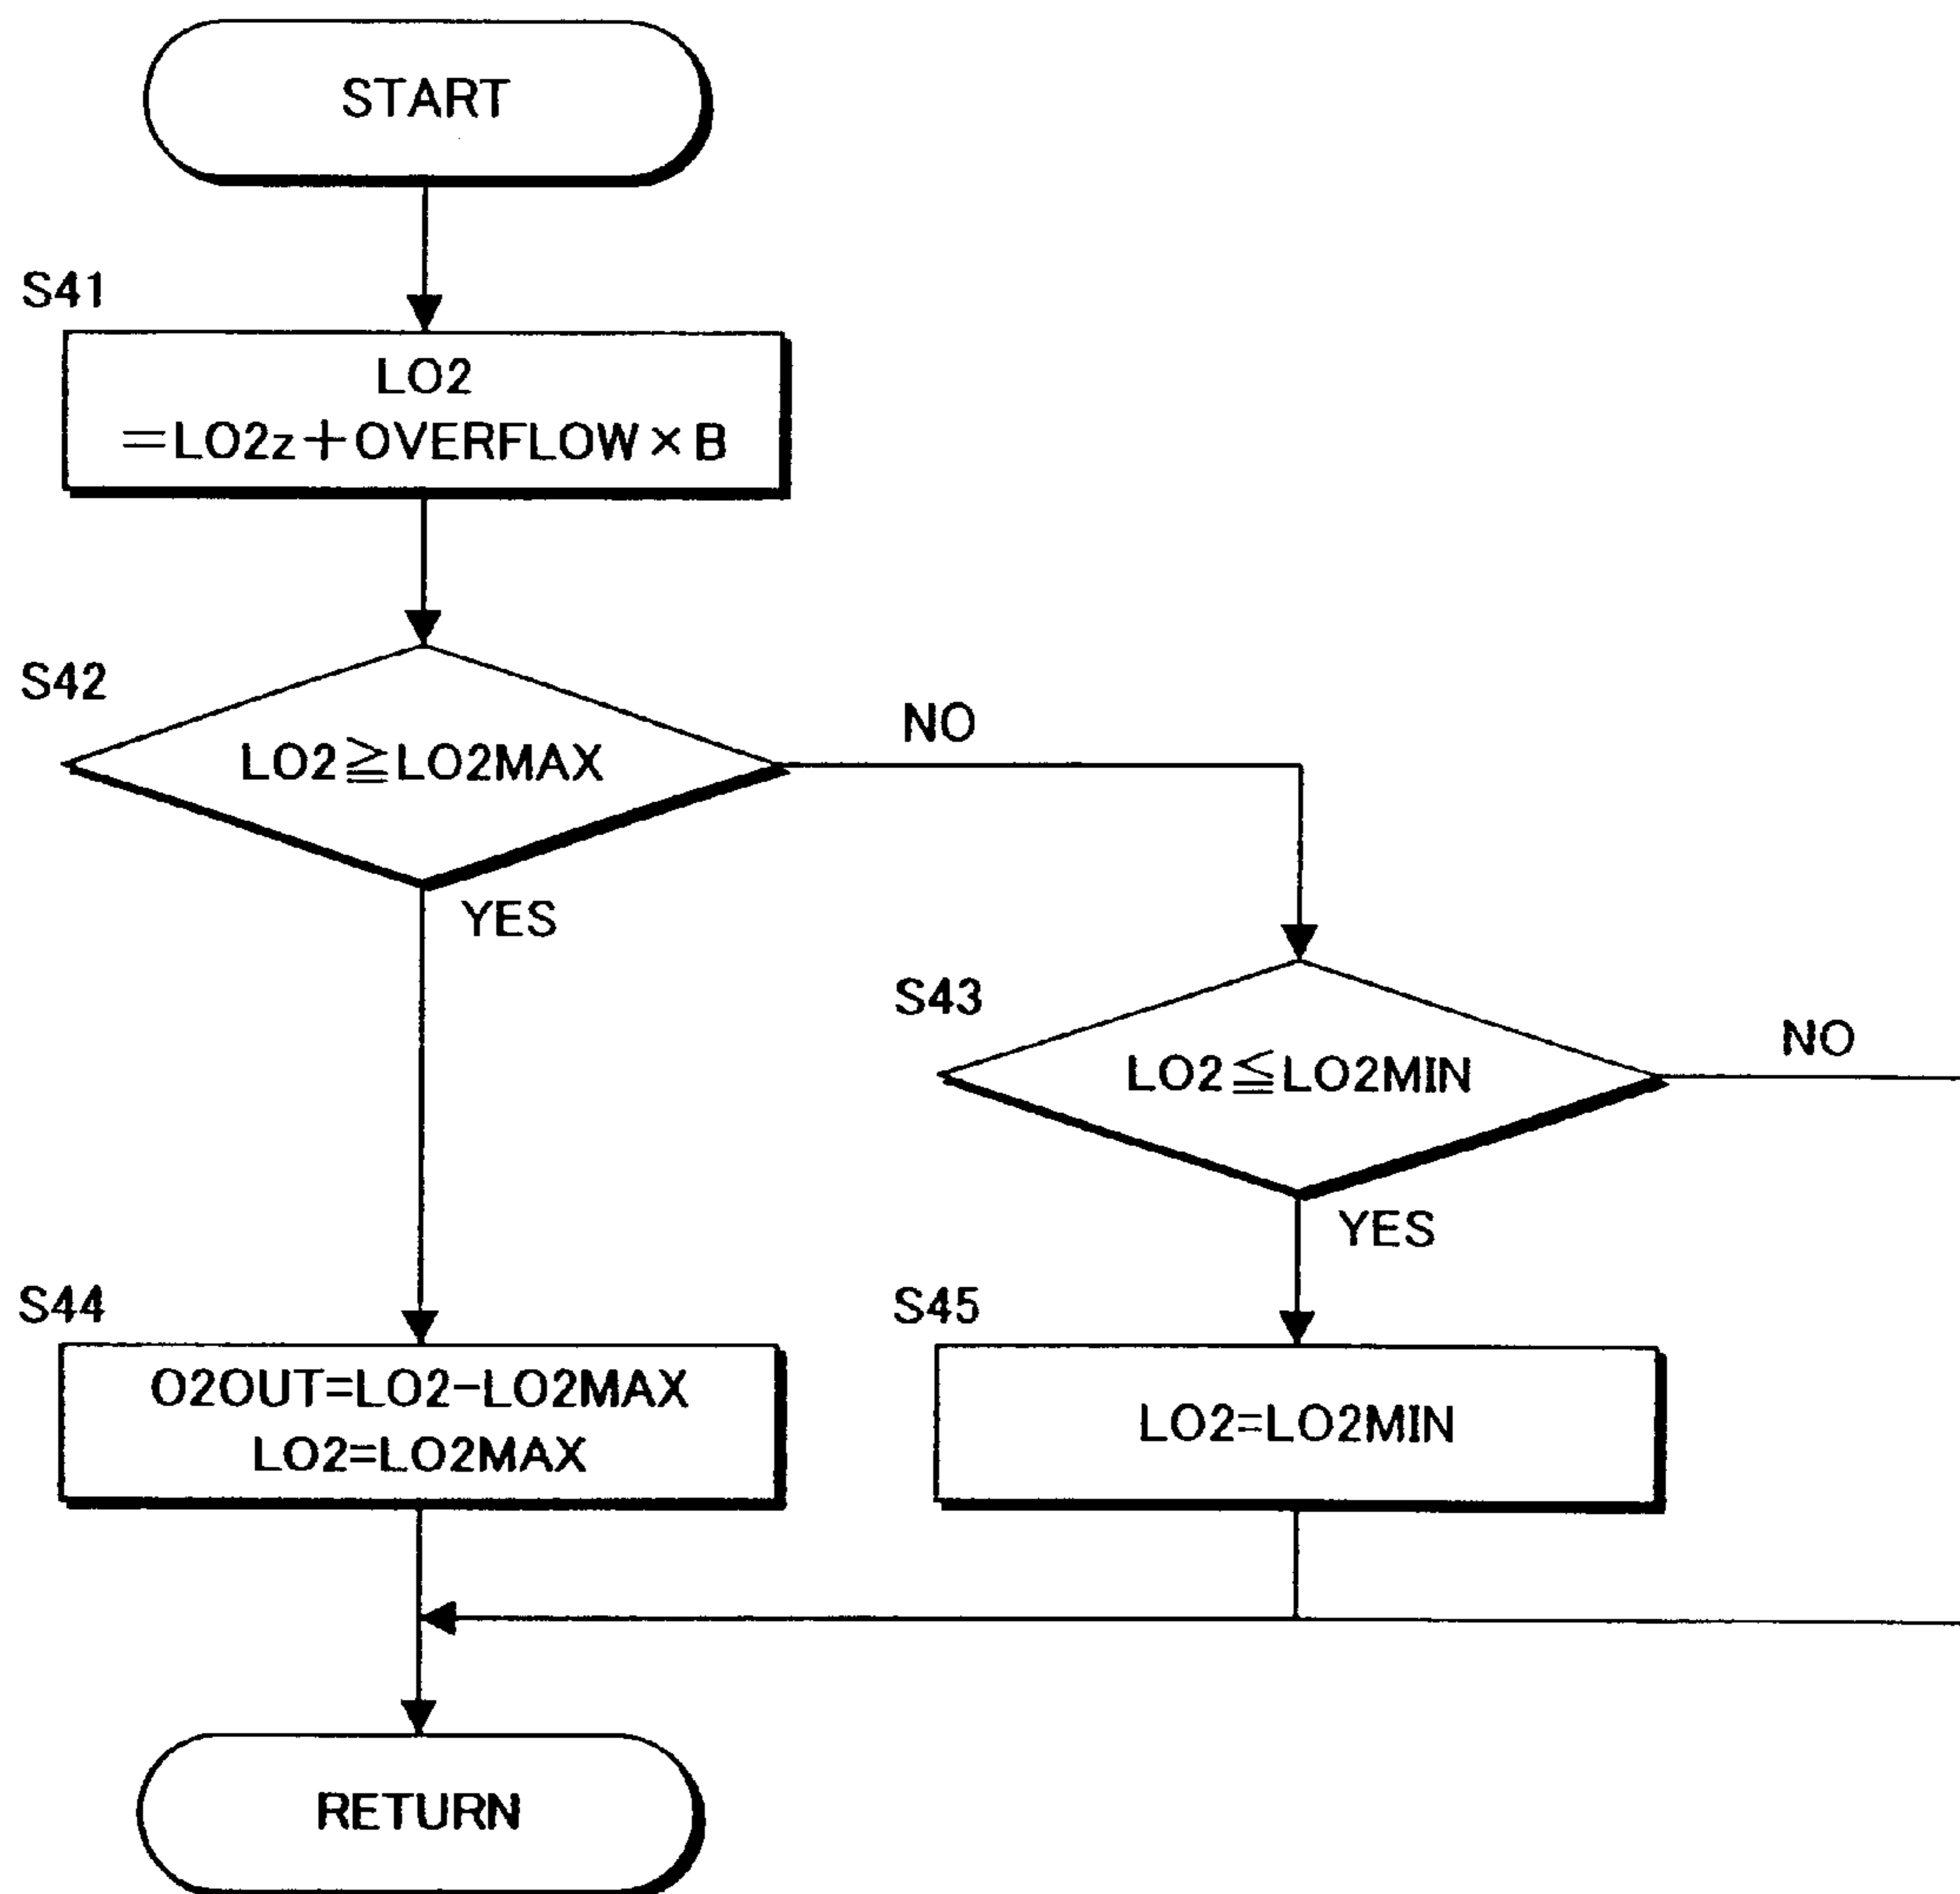 START
S41
LO2
=LO2z+OVERFLOW×B
S42
LO2≧LO2MAX
NO
YES
S43
LO2≦LO2MIN
NO
YES
S44
O2OUT=LO2-LO2MAX
LO2=LO2MAX
S45
LO2=LO2MIN
RETURN